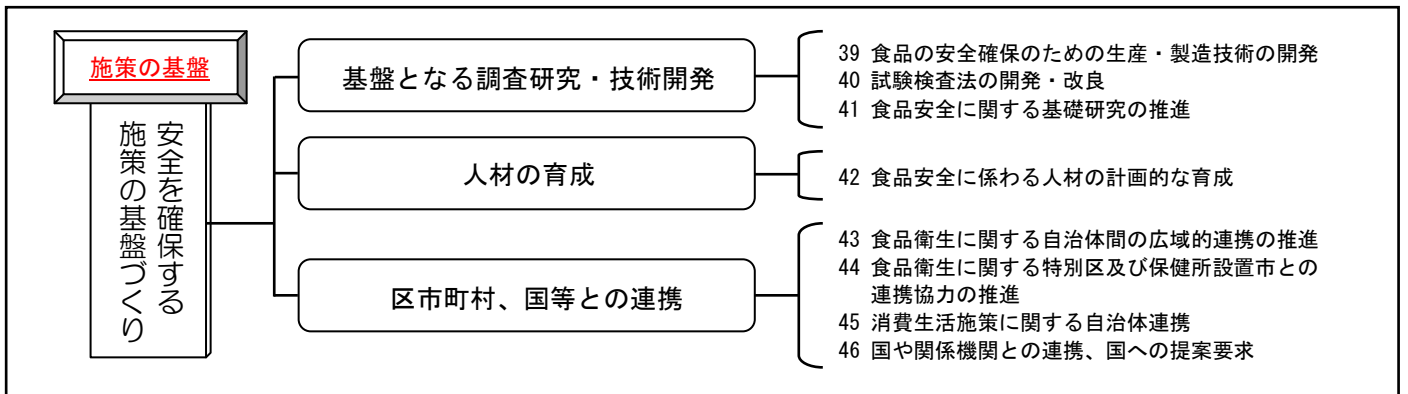 施策の基盤
安全を確保する
施策の基盤づくり
基盤となる調査研究・技術開発
39 食品の安全確保のための生産・製造技術の開発
40 試験検査法の開発・改良
41 食品安全に関する基礎研究の推進
人材の育成
42 食品安全に係わる人材の計画的な育成
区市町村、国等との連携
43 食品衛生に関する自治体間の広域的連携の推進
44 食品衛生に関する特別区及び保健所設置市との
連携協力の推進
45 消費生活施策に関する自治体連携
46 国や関係機関との連携、国への提案要求